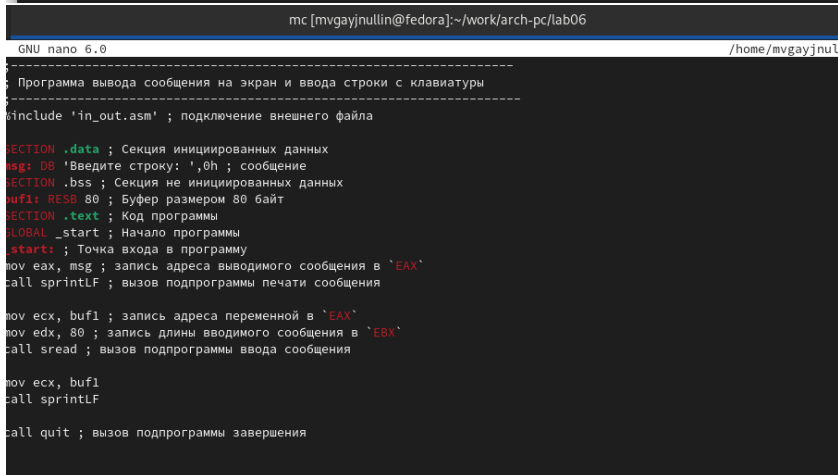 mc [mvgayjnullin@fedora]:~/work/arch-pc/lab06
GNU nano 6.0 /home/mvgayjnul
;---------------------------------------------------------------
; Программа вывода сообщения на экран и ввода строки с клавиатуры
;----------------------------------------------------------------
%include 'in_out.asm' ; подключение внешнего файла
SECTION .data ; Секция инициированных данных
msg: DB 'Введите строку: ',0h ; сообщение
SECTION .bss ; Секция не инициированных данных
buf1: RESB 80 ; Буфер размером 80 байт
SECTION .text ; Код программы
GLOBAL _start ; Начало программы
_start: ; Точка входа в программу
mov eax, msg ; запись адреса выводимого сообщения в `EAX`
call sprintLF ; вызов подпрограммы печати сообщения
mov ecx, buf1 ; запись адреса переменной в `EAX`
mov edx, 80 ; запись длины вводимого сообщения в `EBX`
call sread ; вызов подпрограммы ввода сообщения
mov ecx, buf1
call sprintLF
call quit ; вызов подпрограммы завершения